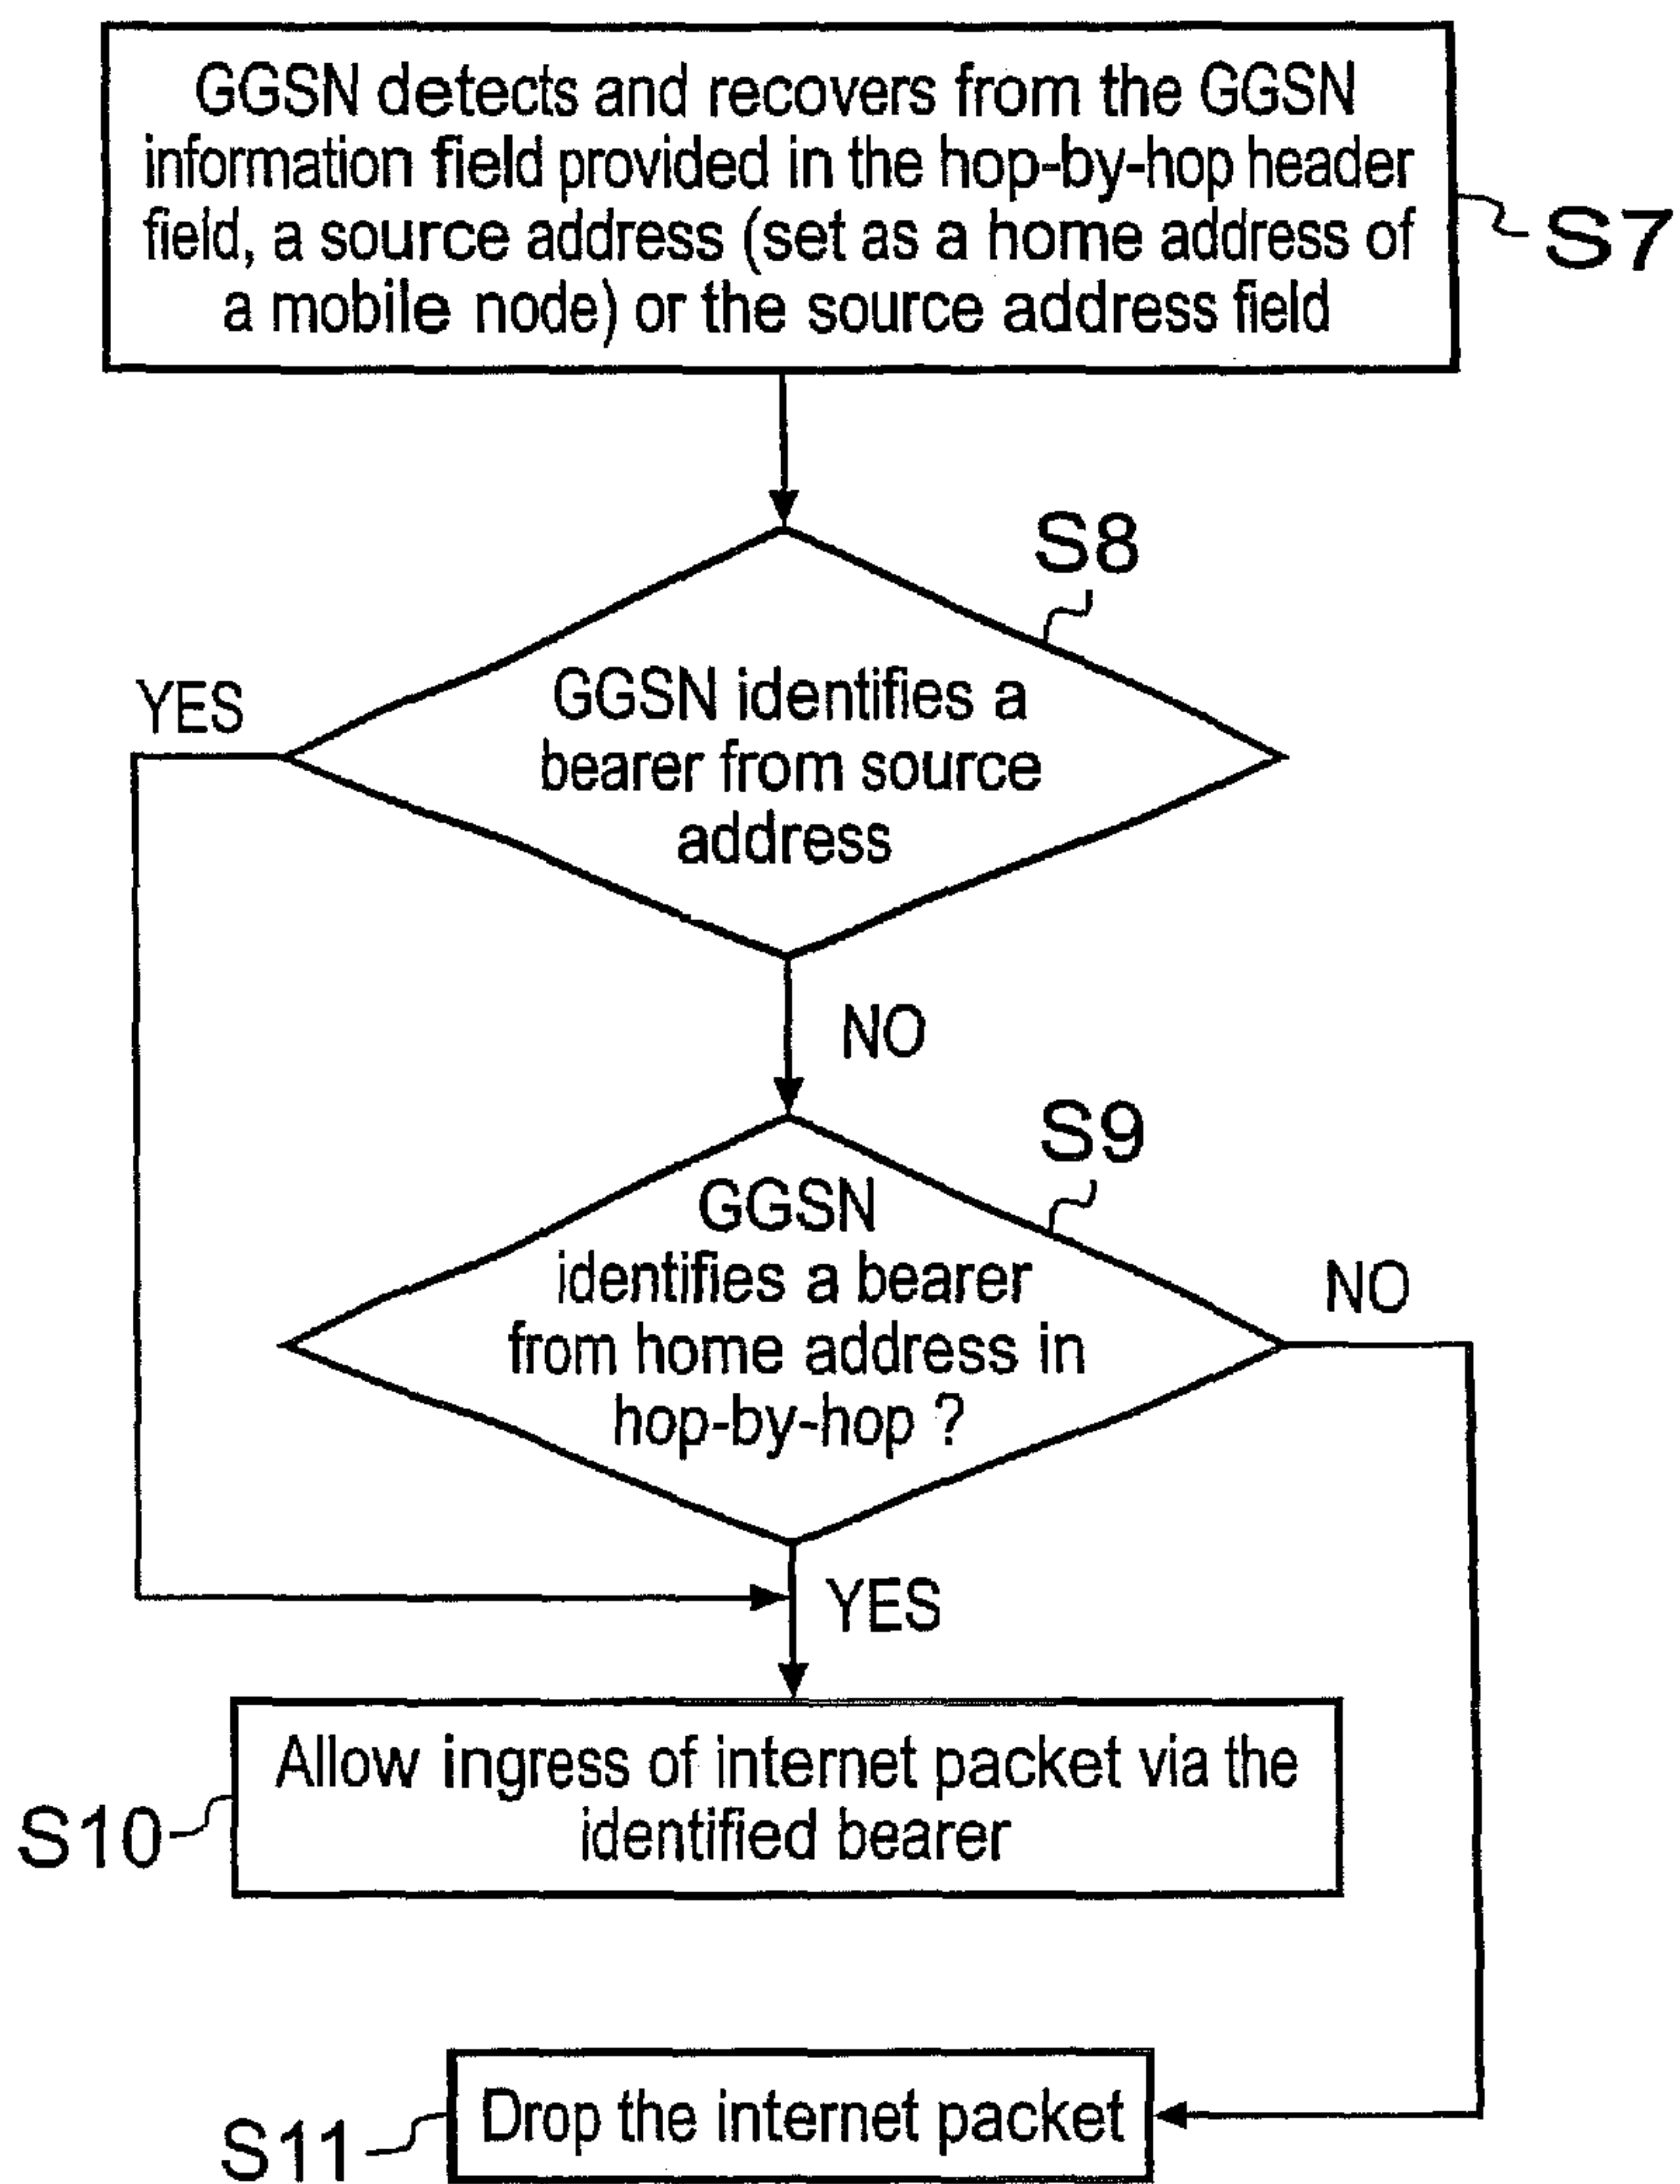 GGSN detects and recovers from the GGSN
information field provided in the hop-by-hop header
field, a source address (set as a home address of
a mobile node) or the source address field
S7
S8
YES
GGSN identifies a
bearer from source
address
NO
S9
GGSN
identifies a bearer
from home address in
hop-by-hop ?
NO
YES
Allow ingress of internet packet via the
identified bearer
S10
Drop the internet packet
S11